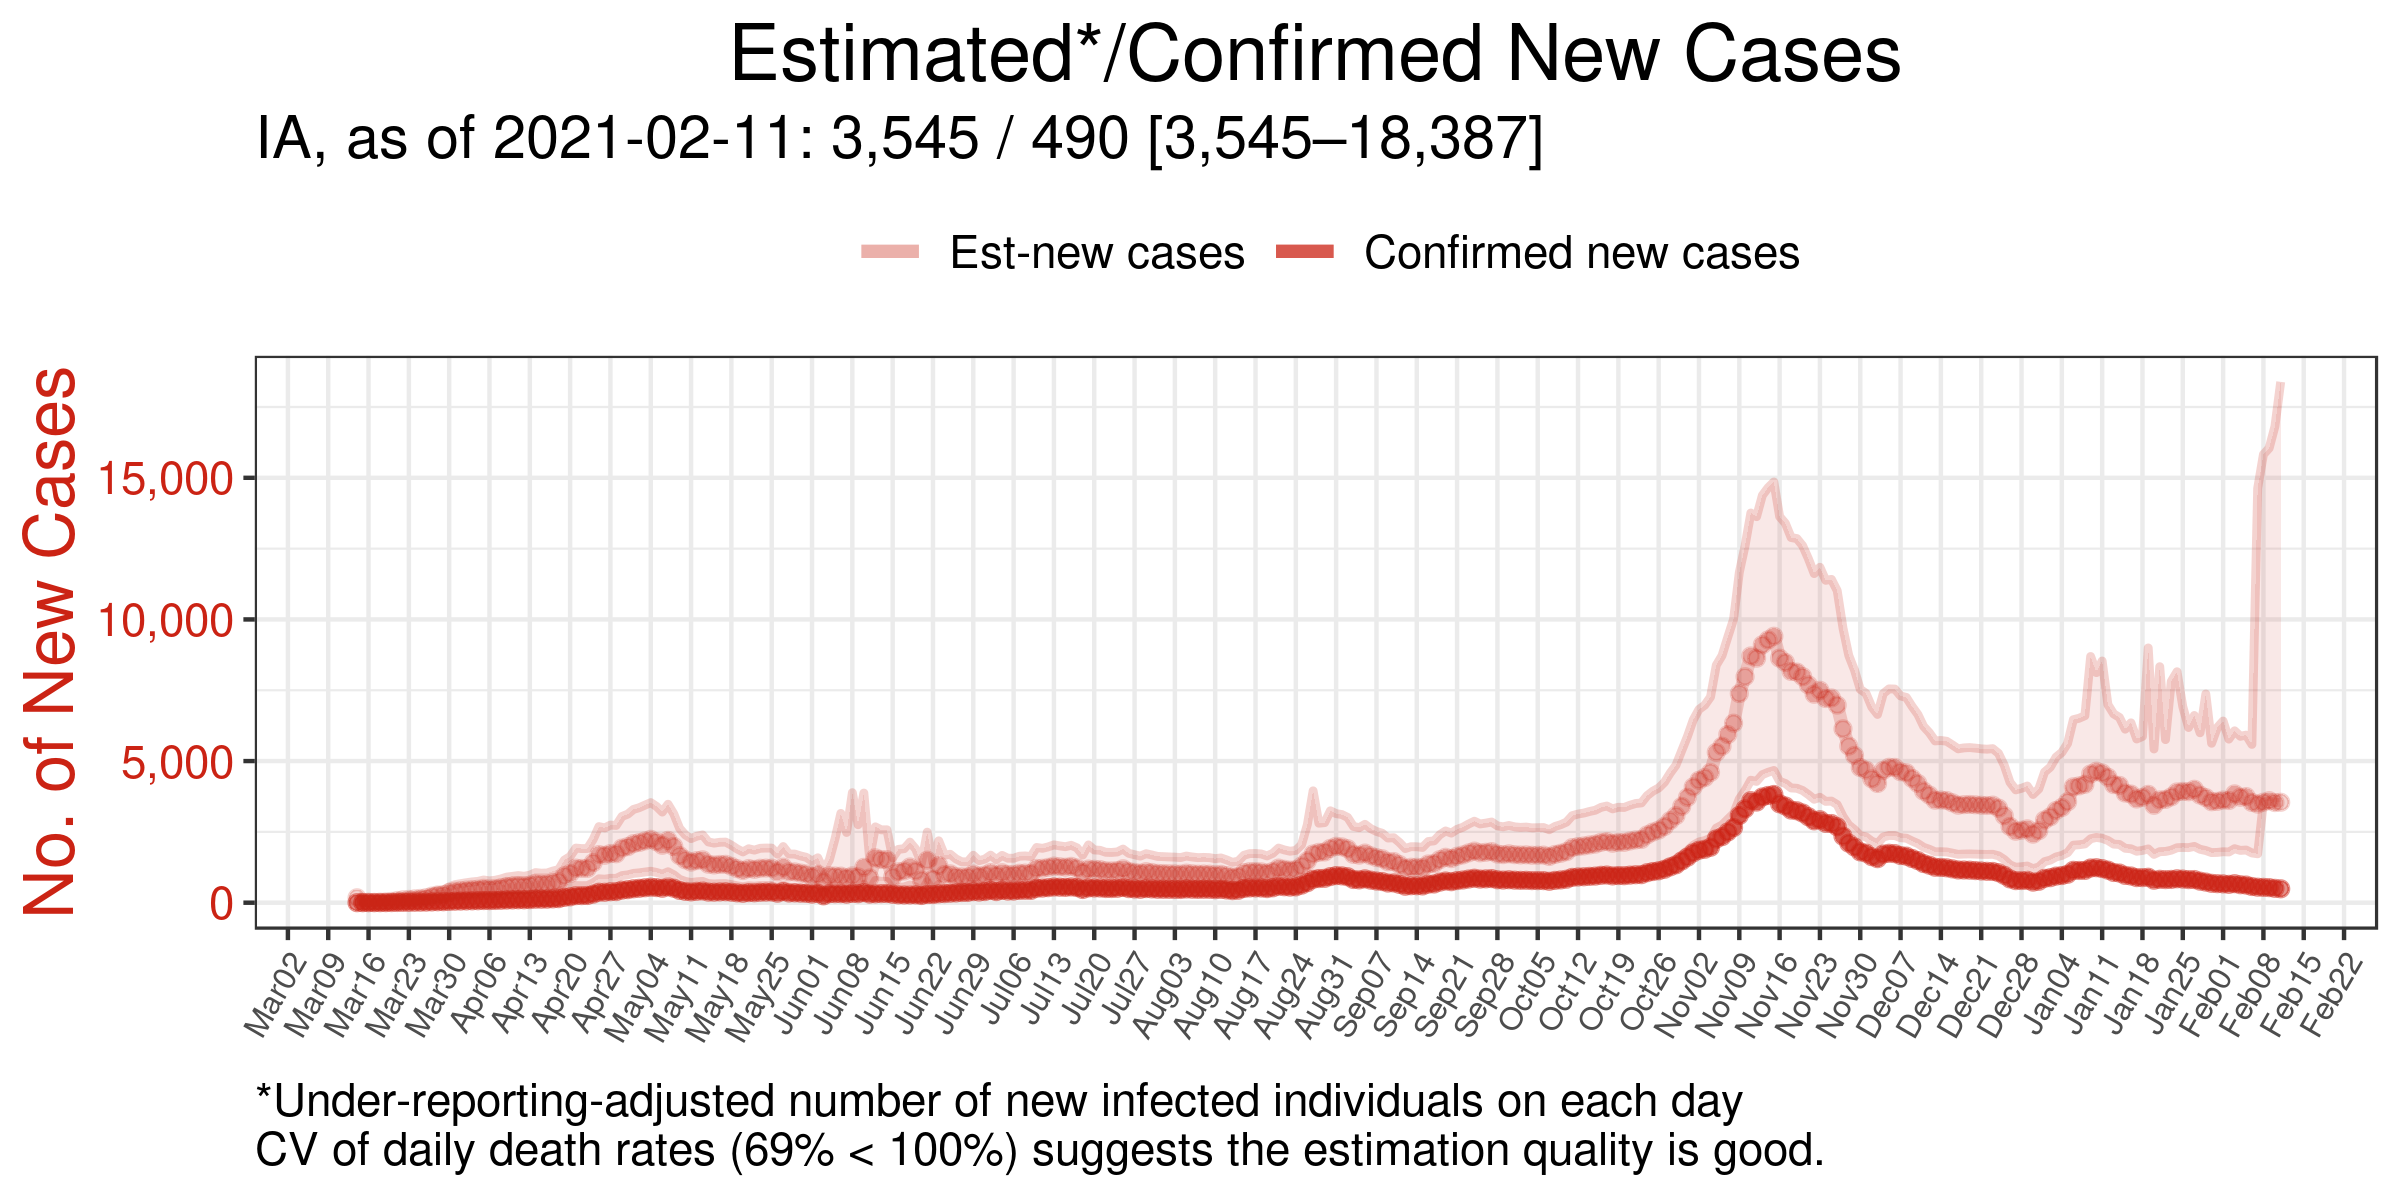 Estimated*/Confirmed New Cases
IA, as of 2021-02-11: 3,545 / 490 [3,545–18,387]
Est-new cases Confirmed new cases
No. of New Cases
15,000
10,000
5,000
0
Mar02 Mar09 Mar16 Mar23 Mar30 Apr06 Apr13 Apr20 Apr27 May04 May11 May18 May25 Jun01 Jun08 Jun15 Jun22 Jun29 Jul06 Jul13 Jul20 Jul27 Aug03 Aug10 Aug17 Aug24 Aug31 Sep07 Sep14 Sep21 Sep28 Oct05 Oct12 Oct19 Oct26 Nov02 Nov09 Nov16 Nov23 Nov30 Dec07 Dec14 Dec21 Dec28 Jan04 Jan11 Jan18 Jan25 Feb01 Feb08 Feb15 Feb22
*Under-reporting-adjusted number of new infected individuals on each day
CV of daily death rates (69% < 100%) suggests the estimation quality is good.